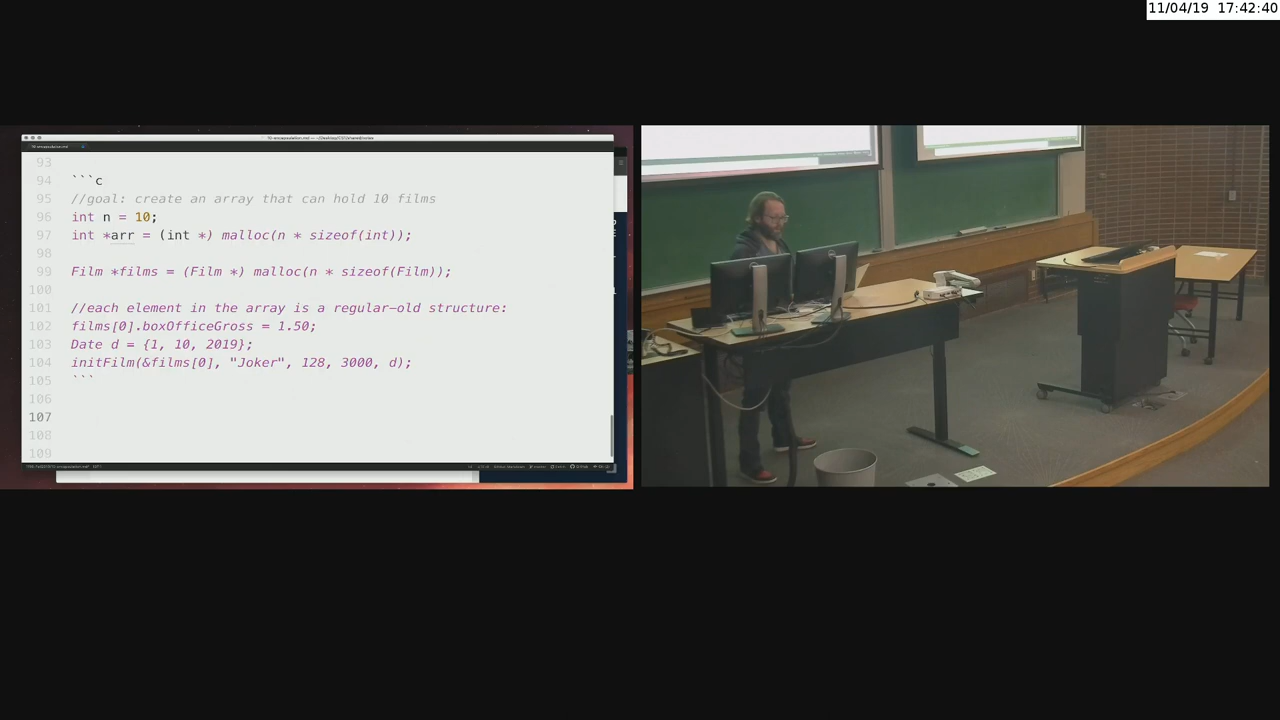 11/04/19 17:42:40
93
94 ```c
95 //goal: create an array that can hold 10 films
96 int n = 10;
97 int *arr = (int *) malloc(n * sizeof(int));
98
99 Film *films = (Film *) malloc(n * sizeof(Film));
100
101 //each element in the array is a regular-old structure:
102 films[0].boxOfficeGross = 1.50;
103 Date d = {1, 10, 2019};
104 initFilm(&films[0], "Joker", 128, 3000, d);
105 ```
106
107
108
109